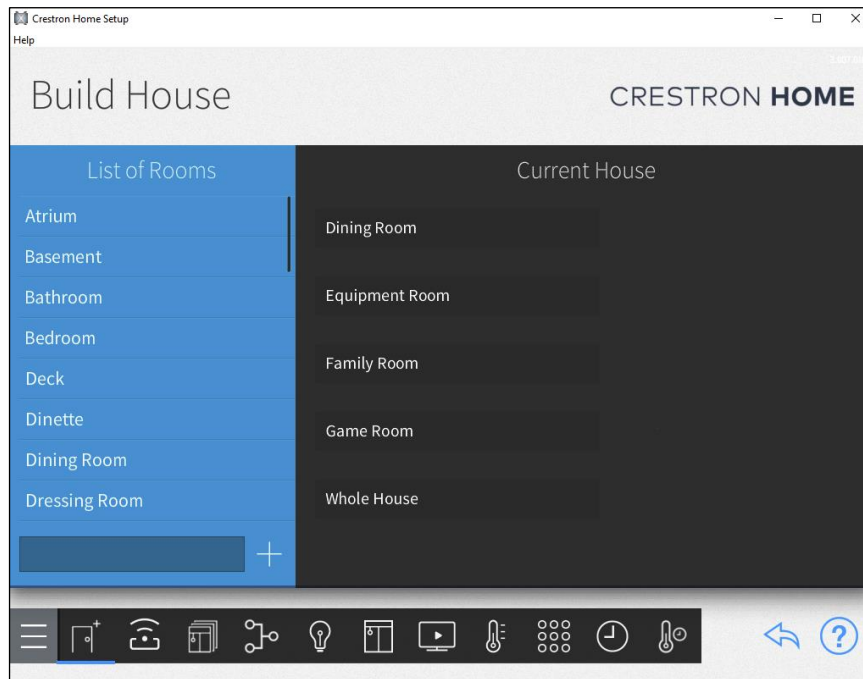 Crestron Home Setup
Help
Build House
CRESTRON HOME
List of Rooms
Atrium
Basement
Bathroom
Bedroom
Deck
Dinette
Dining Room
Dressing Room
Current House
Dining Room
Equipment Room
Family Room
Game Room
Whole House
?